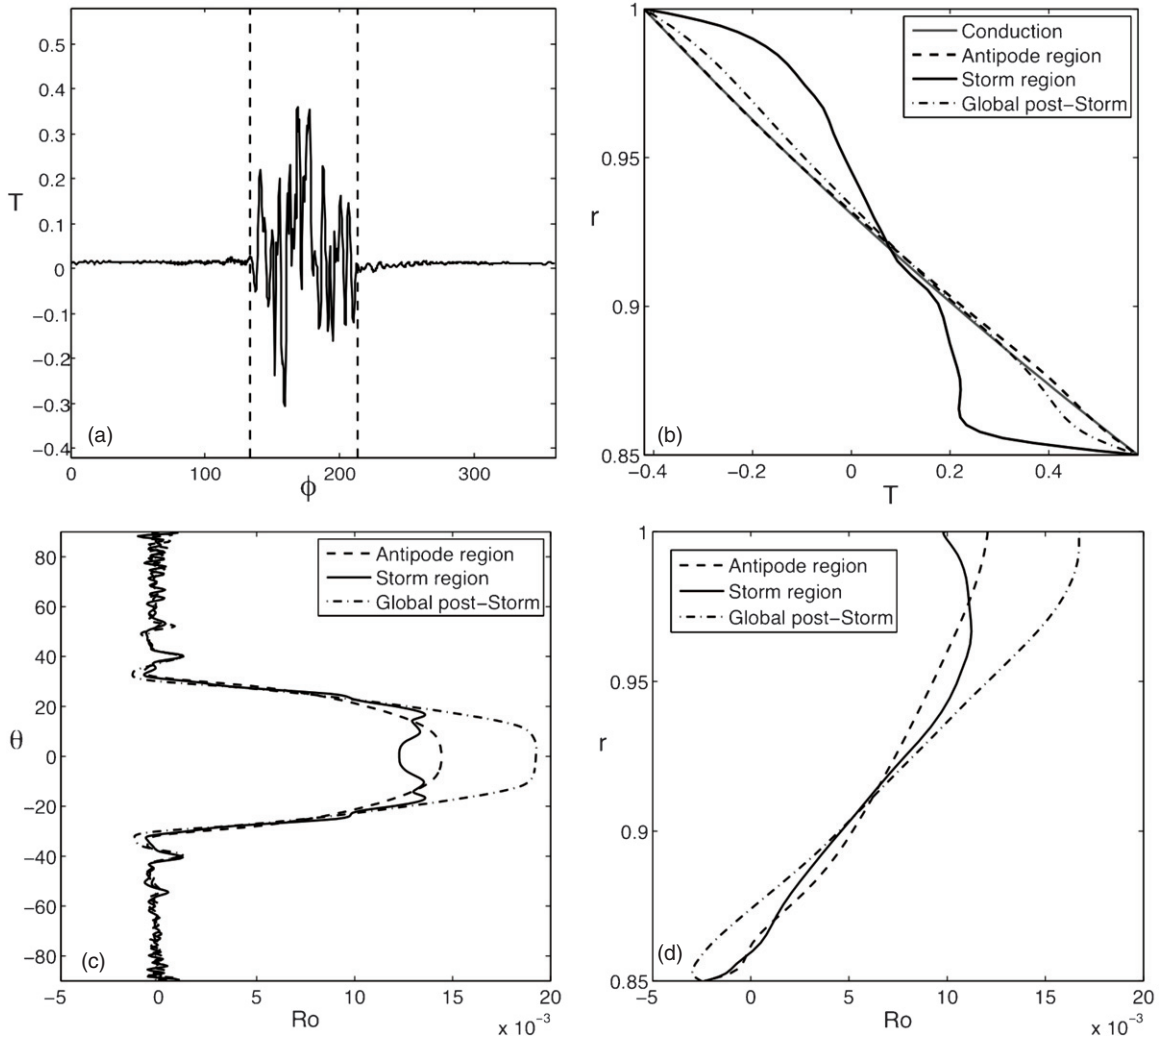 0.5
0.4
0.3
T
0.2
0.1
0
−0.1
−0.2
−0.3
−0.4
(a)
0
100
200
300
ϕ
1
Conduction
Antipode region
Storm region
Global post−Storm
0.95
r
0.9
0.85
(b)
−0.4
−0.2
0
0.2
0.4
T
80
60
40
20
θ
0
−20
−40
−60
−80
Antipode region
Storm region
Global post−Storm
(c)
−5
0
5
10
15
20
Ro
x 10⁻³
1
Antipode region
Storm region
Global post−Storm
0.95
r
0.9
0.85
(d)
−5
0
5
10
15
20
Ro
x 10⁻³